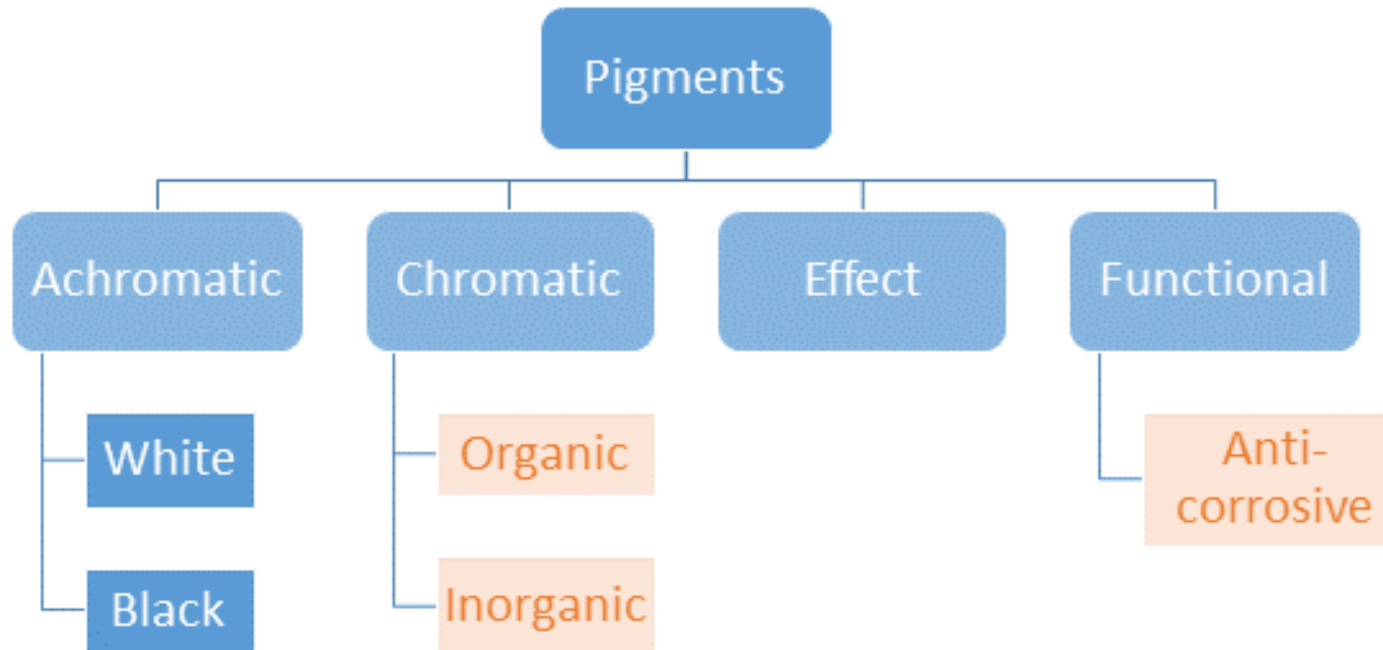 Pigments
Achromatic
Chromatic
Effect
Functional
White
Black
Organic
Inorganic
Anti-
corrosive